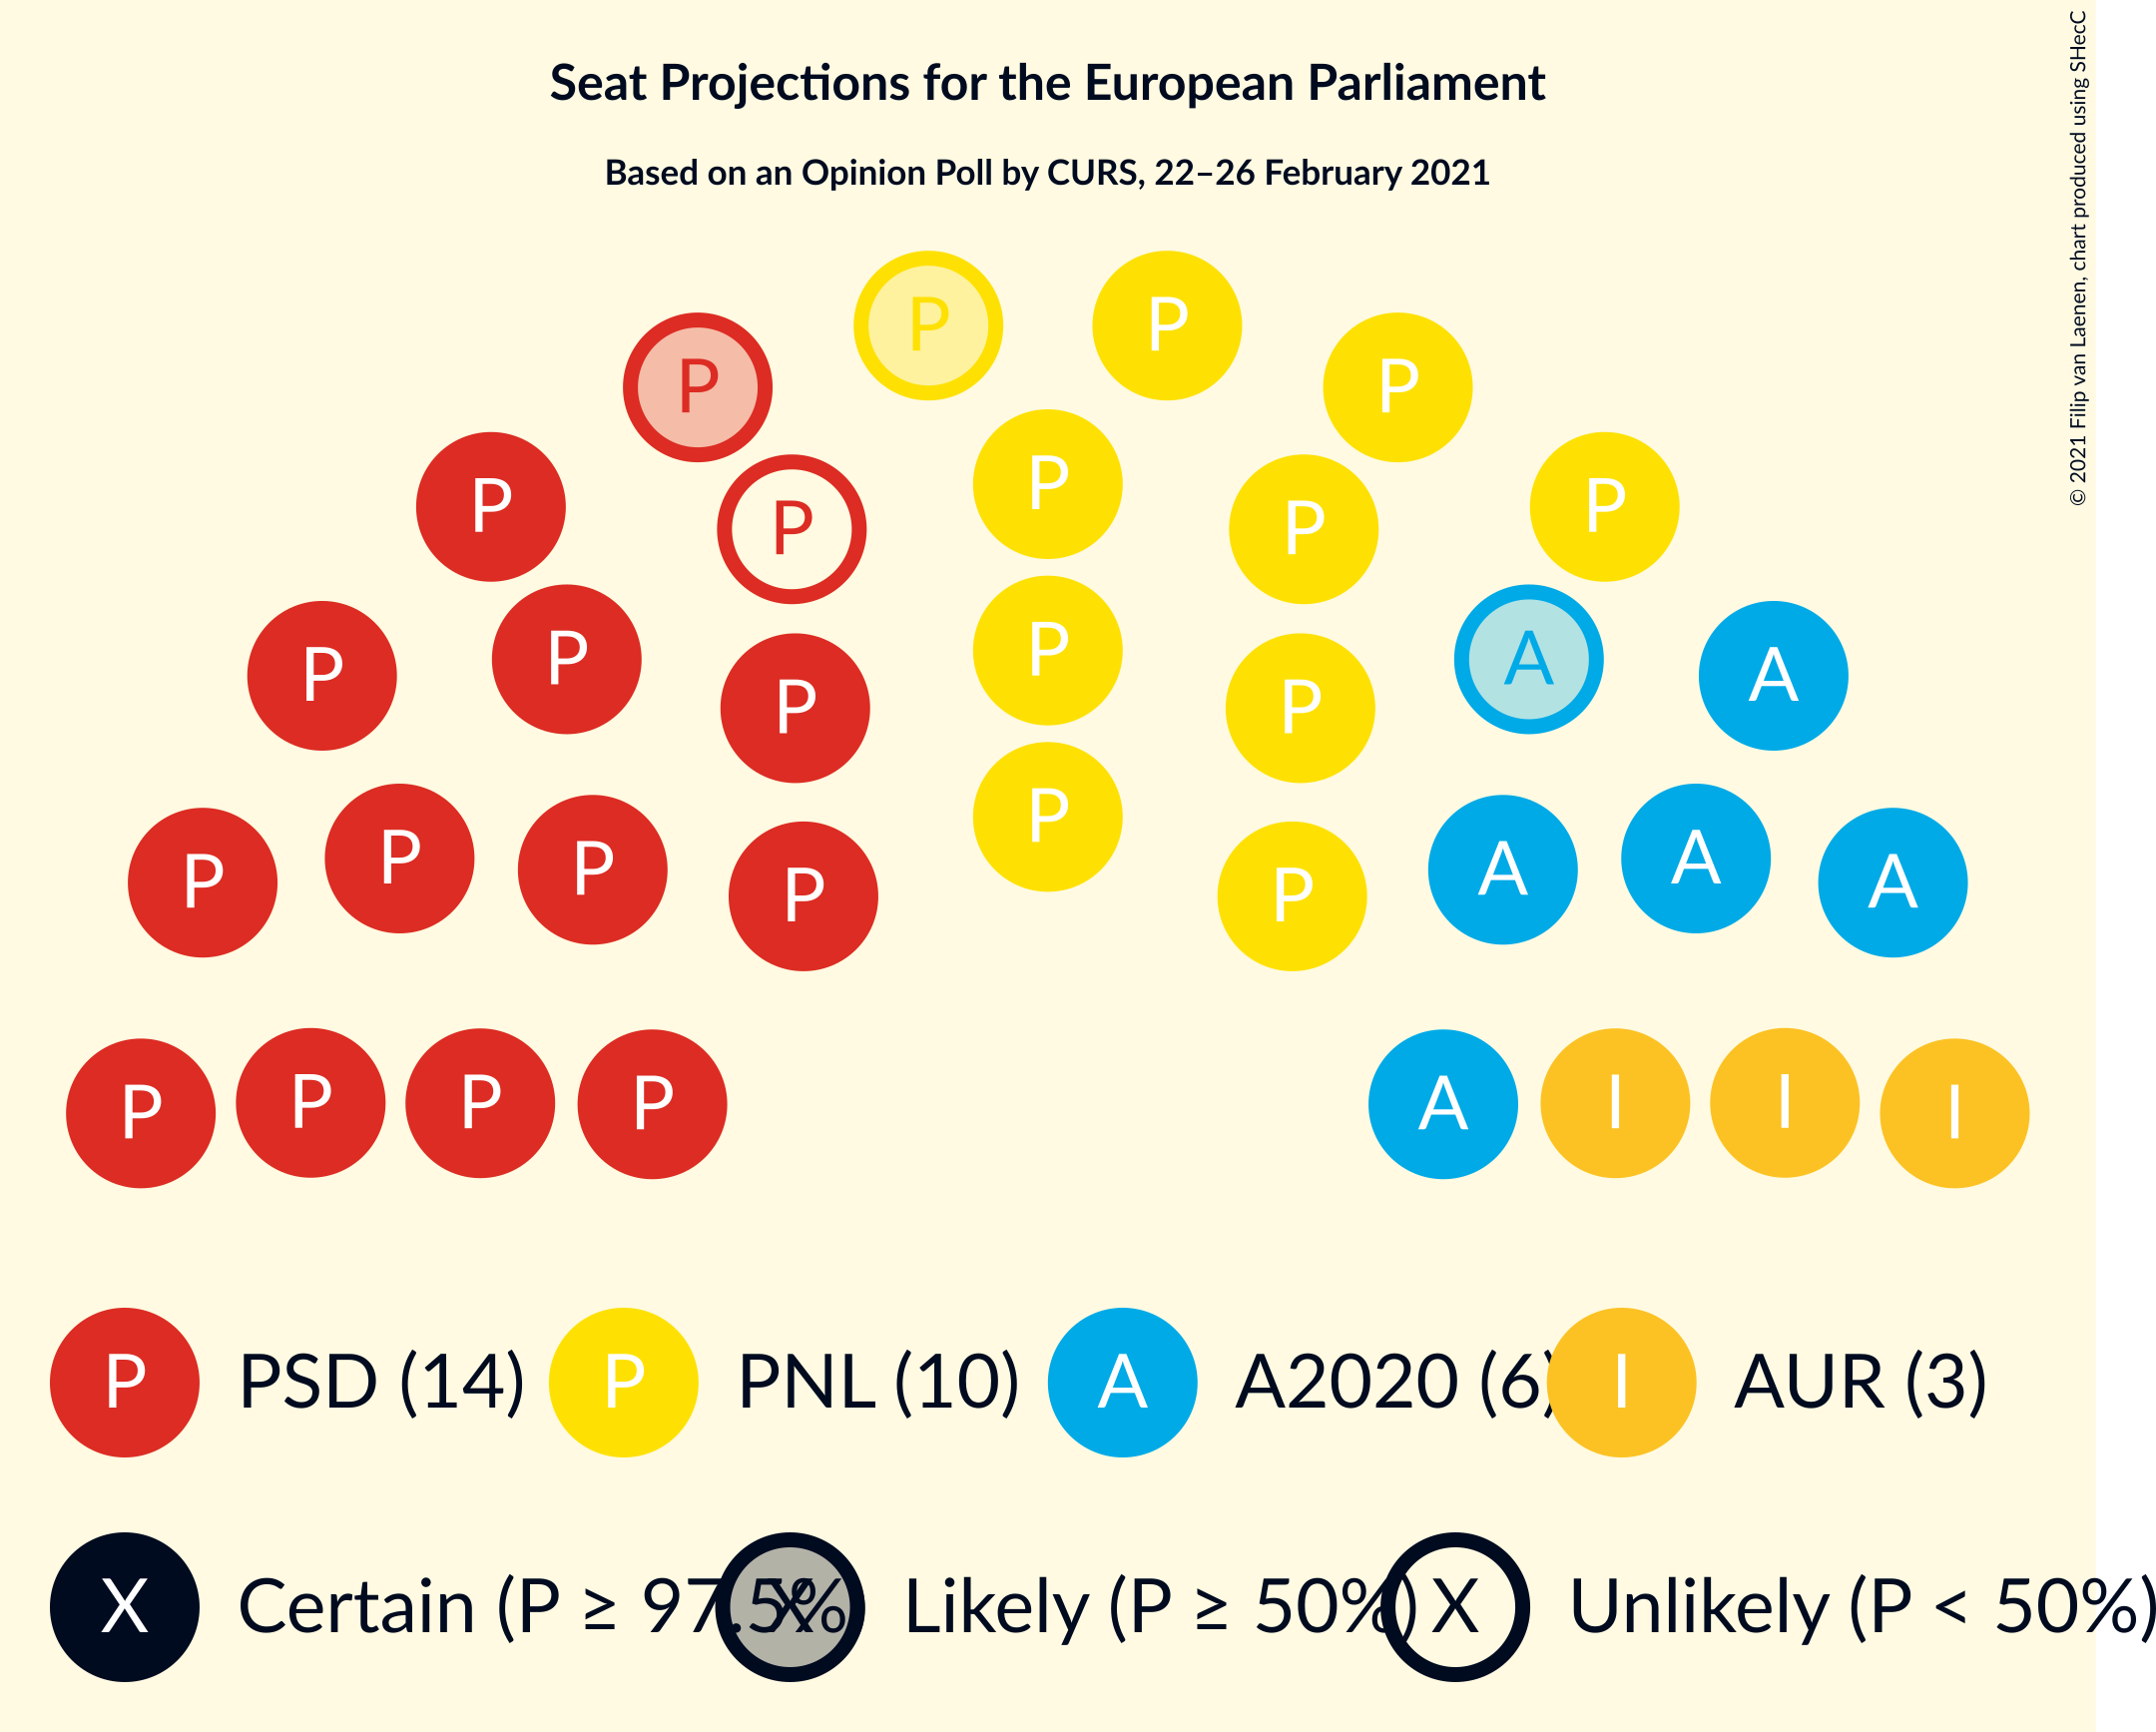 Seat Projections for the European Parliament
Based on an Opinion Poll by CURS, 22–26 February 2021
© 2021 Filip van Laenen, chart produced using SHecC
P P
P P
P P
P P P
P P
P A
P P A
P P
P P A A
P P P A
P P
P P P P A I I I
P PSD (14) P PNL (10) A A2020 (6) I AUR (3)
X Certain (P ≥ 97.5% X Likely (P ≥ 50%) X Unlikely (P < 50%)